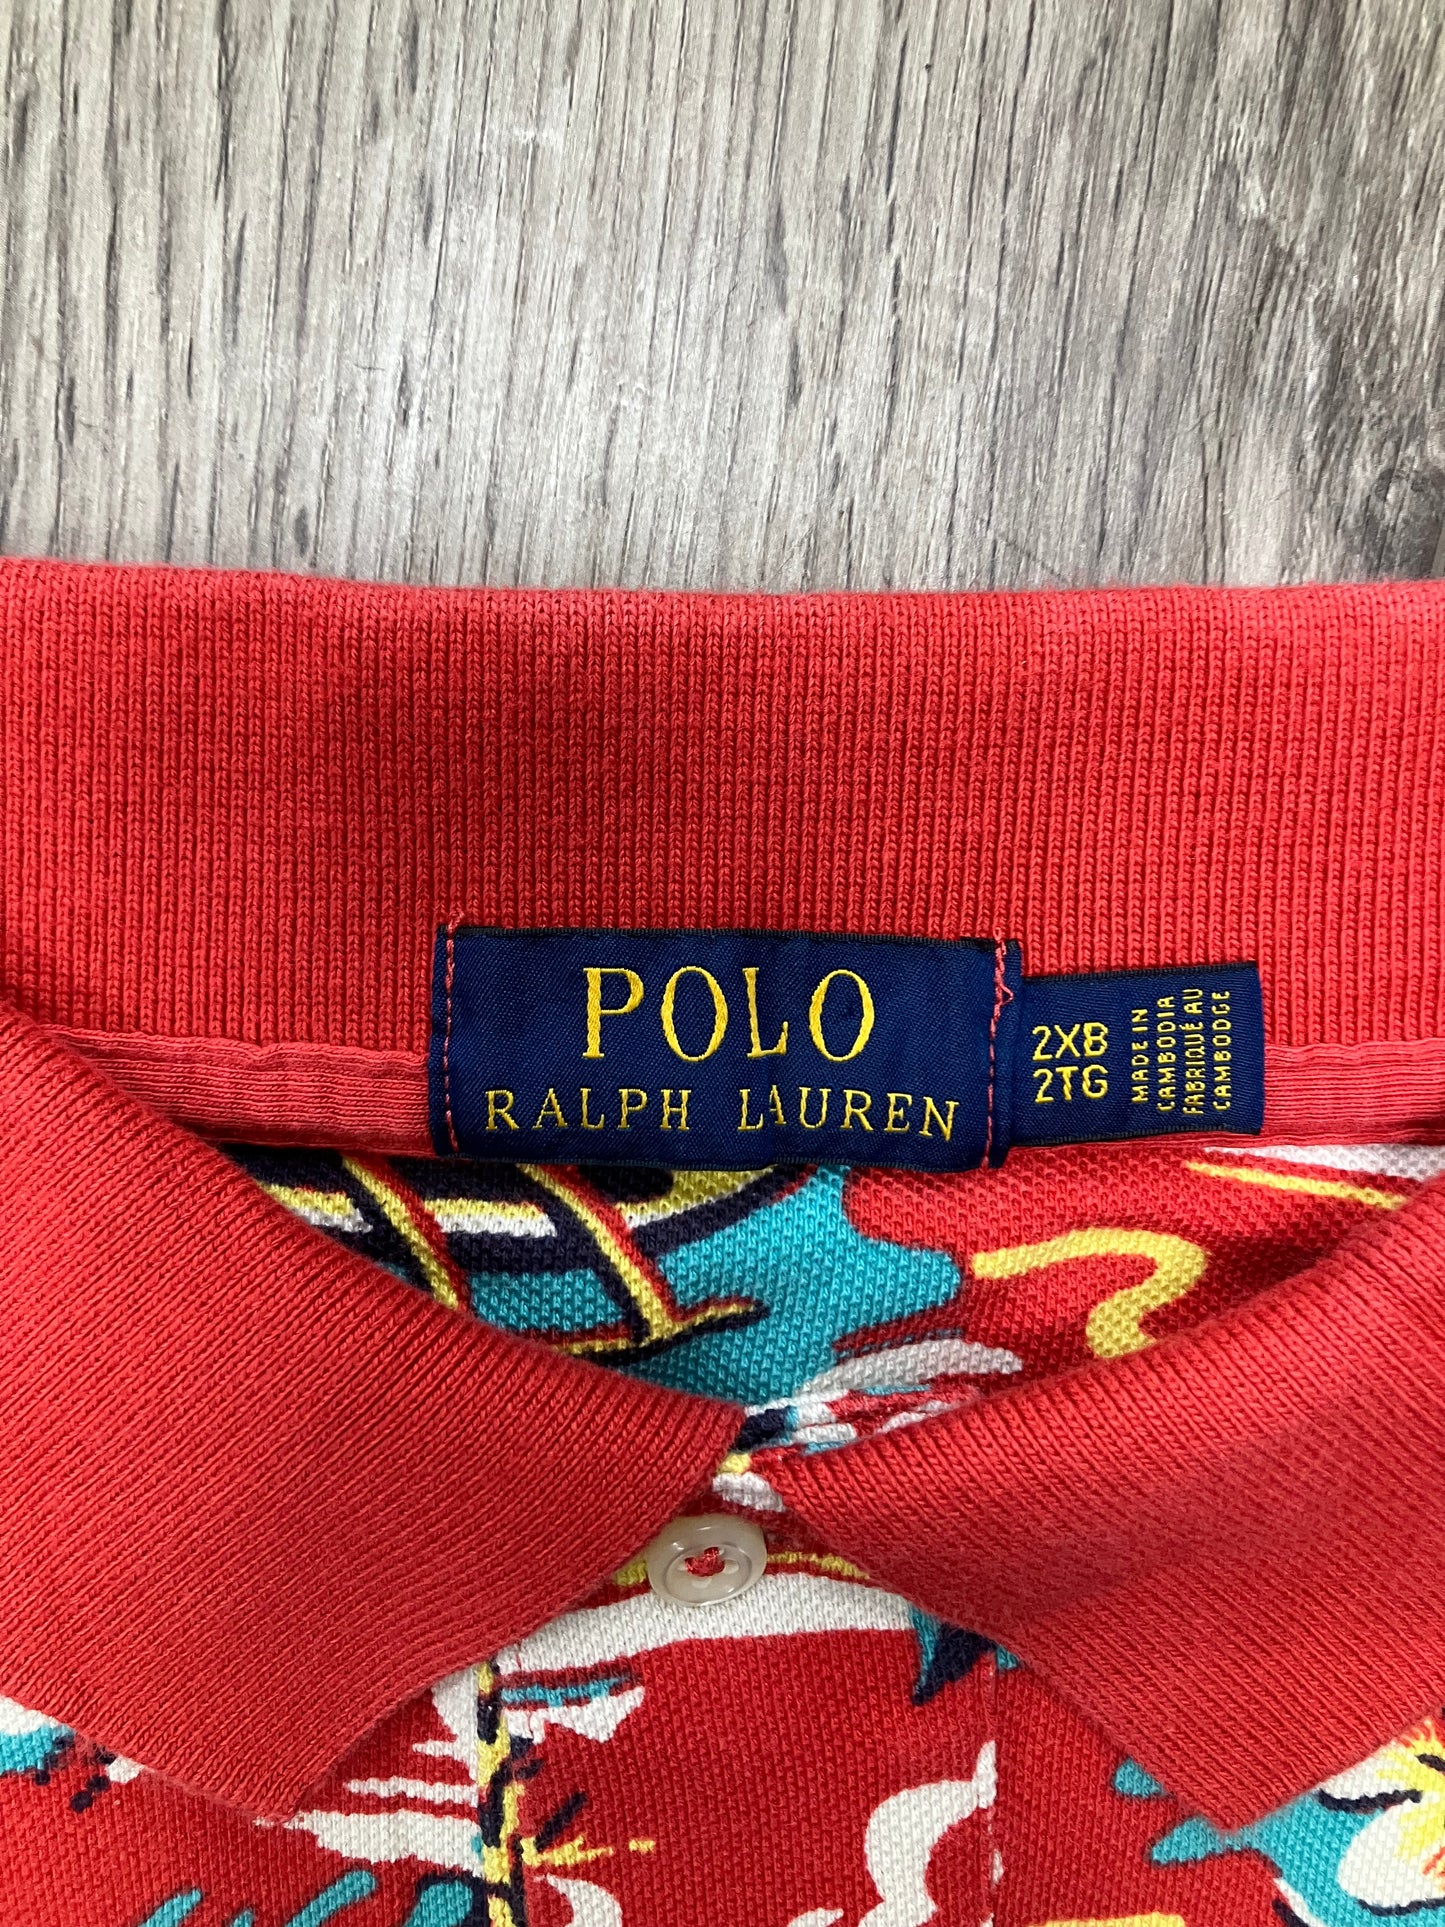 POLO
RALPH LAUREN
2XB
2TG
MADE IN
CAMBODIA
FABRIQUÉ AU
CAMBODGE